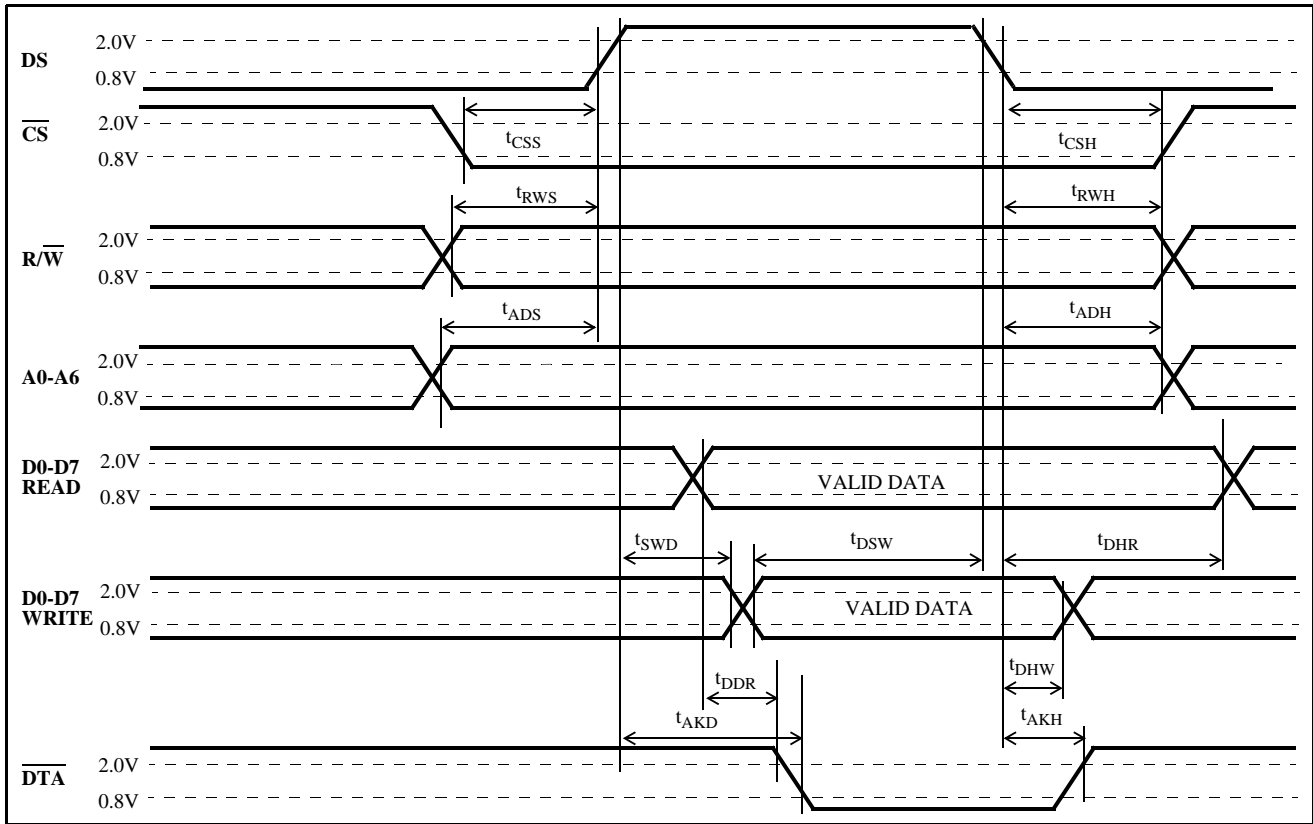 DS
2.0V
0.8V
CS
2.0V
0.8V
tCSS
tCSH
tRWS
tRWH
R/W
2.0V
0.8V
tADS
tADH
A0-A6
2.0V
0.8V
D0-D7
READ
2.0V
0.8V
VALID DATA
tSWD
tDSW
tDHR
D0-D7
WRITE
2.0V
0.8V
VALID DATA
tDHW
tDDR
tAKD
tAKH
DTA
2.0V
0.8V